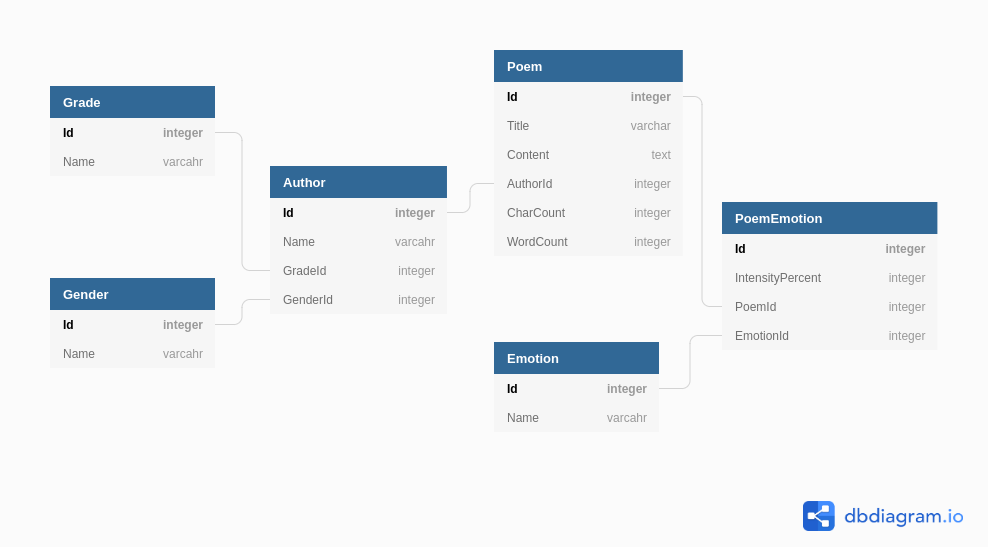 Grade
Id integer
Name varcahr
Gender
Id integer
Name varcahr
Author
Id integer
Name varcahr
GradeId integer
GenderId integer
Poem
Id integer
Title varchar
Content text
AuthorId integer
CharCount integer
WordCount integer
Emotion
Id integer
Name varcahr
PoemEmotion
Id integer
IntensityPercent integer
PoemId integer
EmotionId integer
dbdiagram.io